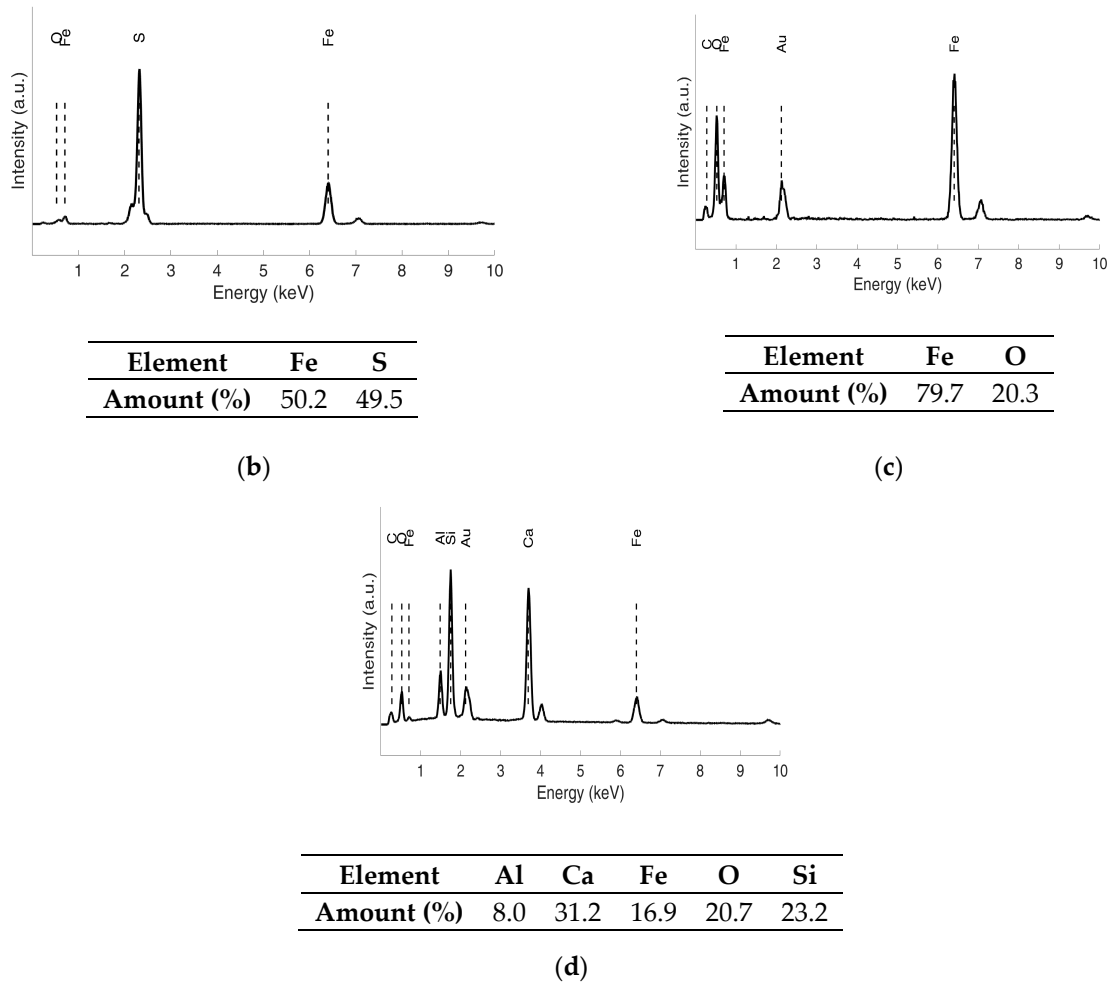 O Fe S Fe
Intensity (a.u.)
1 2 3 4 5 6 7 8 9 10
Energy (keV)
Element Fe S
Amount (%) 50.2 49.5
(b)
C O Fe Au Fe
Intensity (a.u.)
1 2 3 4 5 6 7 8 9 10
Energy (keV)
Element Fe O
Amount (%) 79.7 20.3
(c)
C O Fe Al Si Au Ca Fe
Intensity (a.u.)
1 2 3 4 5 6 7 8 9 10
Energy (keV)
Element Al Ca Fe O Si
Amount (%) 8.0 31.2 16.9 20.7 23.2
(d)